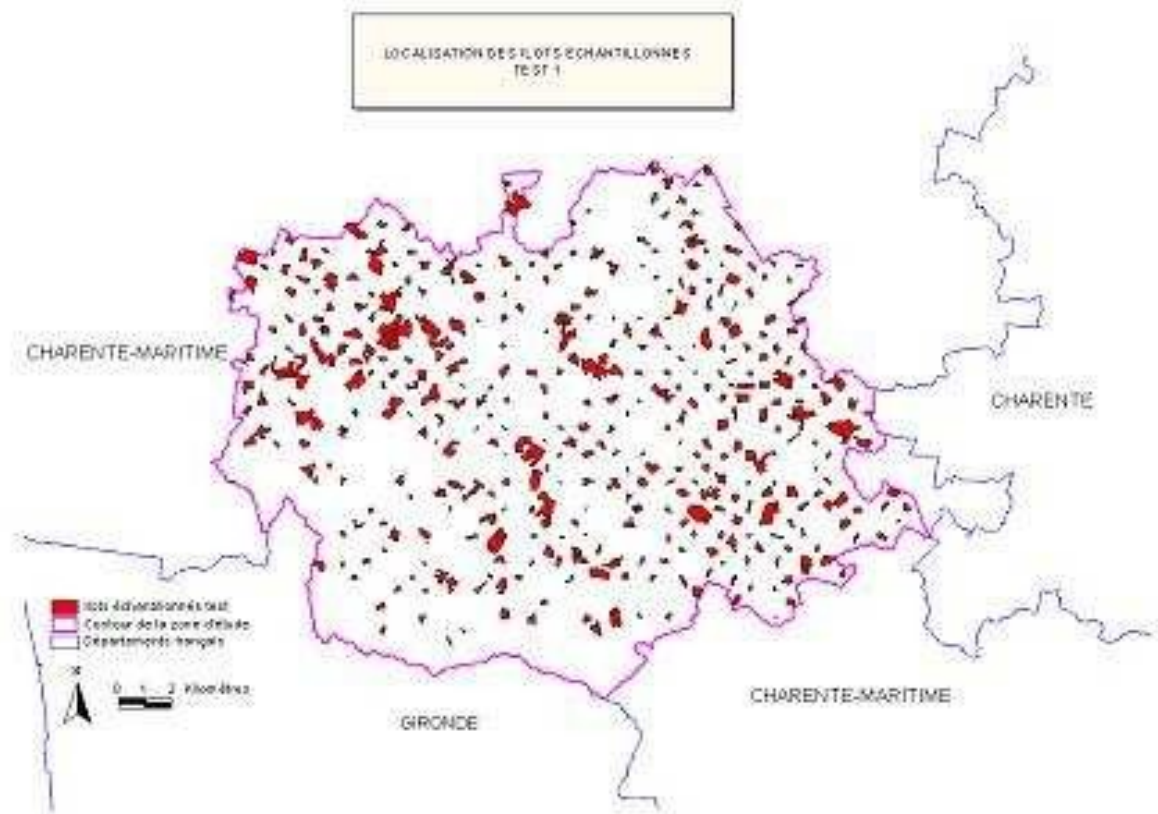 LOCALISATION DES ILOTS ECHANTILLONNES
TEST 1
CHARENTE-MARITIME
CHARENTE
Ilots échantillonnés test
Contour de la zone d'étude
Départements français
N
0 1 2 Kilomètres
CHARENTE-MARITIME
GIRONDE